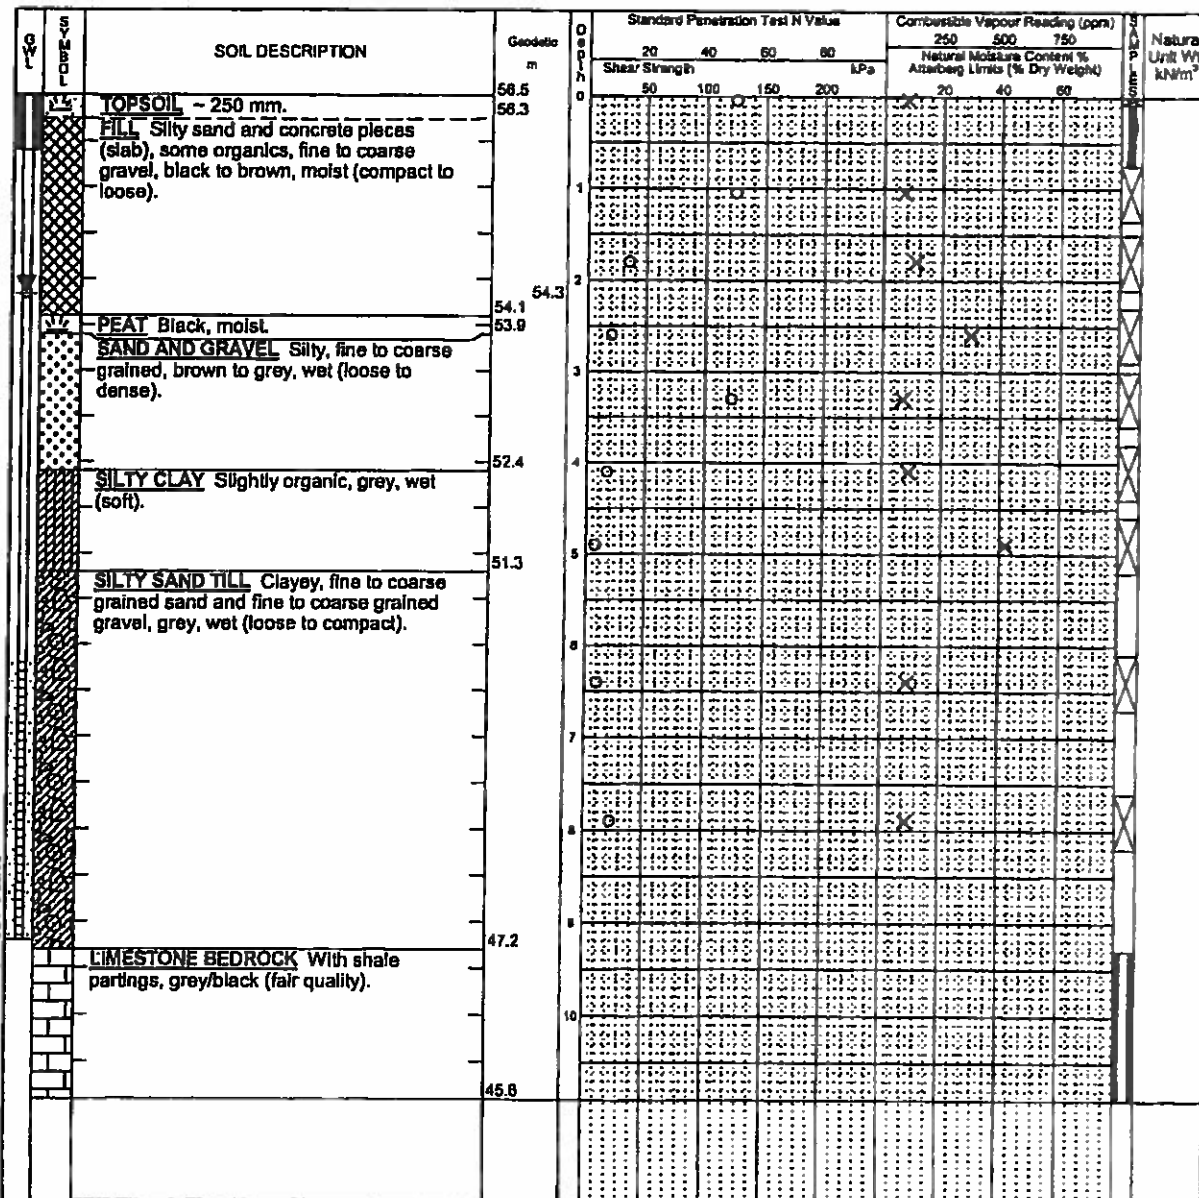 GWL
SYMBOL
SOIL DESCRIPTION
Geodetic
m
Depth
Standard Penetration Test N Value
20 40 60 80
Shear Strength kPa
50 100 150 200
Combustible Vapour Reading (ppm)
250 500 750
Natural Moisture Content %
Atterberg Limits (% Dry Weight)
20 40 60
SAMPLES
Natura
Unit Wt
kN/m³
56.5
0
TOPSOIL ~ 250 mm.
56.3
FILL Silty sand and concrete pieces
(slab), some organics, fine to coarse
gravel, black to brown, moist (compact to
loose).
1
2
54.3
54.1
PEAT Black, moist.
53.9
SAND AND GRAVEL Silty, fine to coarse
grained, brown to grey, wet (loose to
dense).
3
52.4
4
SILTY CLAY Slightly organic, grey, wet
(soft).
51.3
5
SILTY SAND TILL Clayey, fine to coarse
grained sand and fine to coarse grained
gravel, grey, wet (loose to compact).
6
7
8
9
47.2
LIMESTONE BEDROCK With shale
partings, grey/black (fair quality).
10
45.8